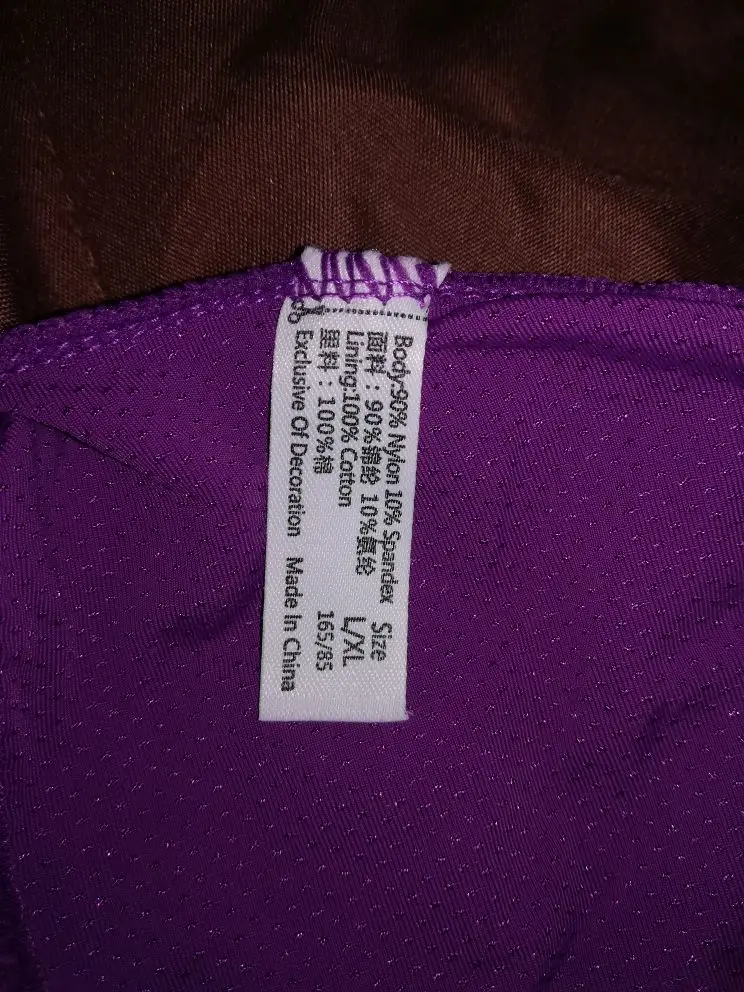 Body:90% Nylon 10% Spandex
面料：90%锦纶 10%氨纶
Lining:100% Cotton
里料：100%棉
Exclusive Of Decoration
Size
L/XL
165/85
Made In China